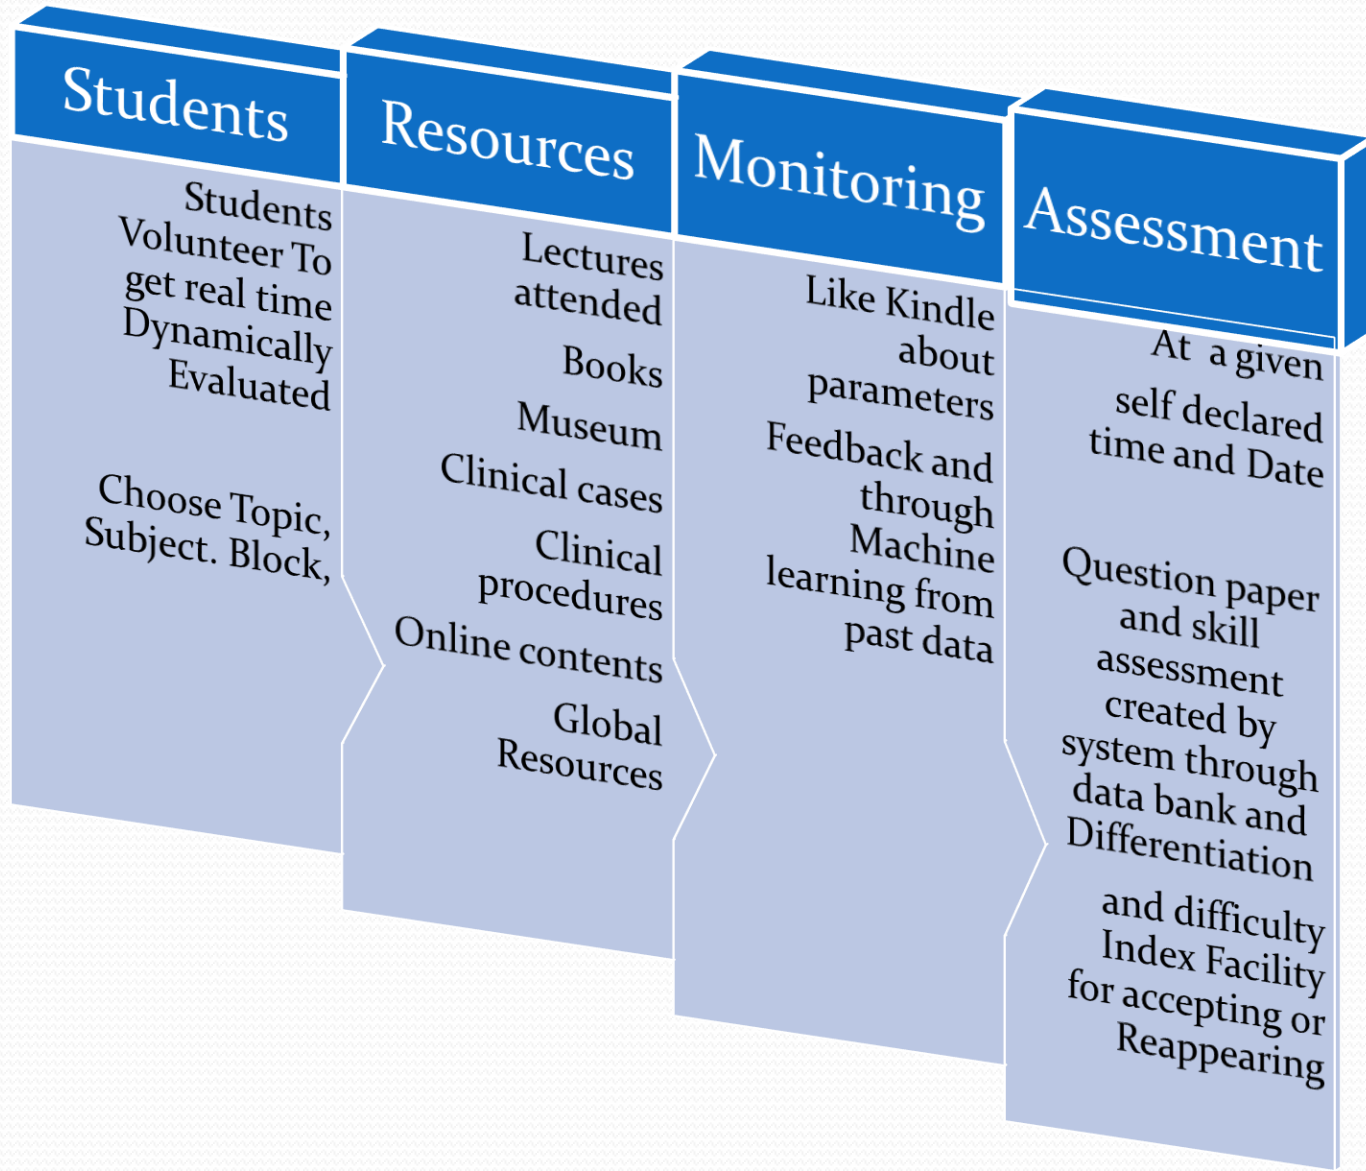 Students
Students
Volunteer To
get real time
Dynamically
Evaluated
Choose Topic,
Subject. Block,
Resources
Lectures
attended
Books
Museum
Clinical cases
Clinical
procedures
Online contents
Global
Resources
Monitoring
Like Kindle
about
parameters
Feedback and
through
Machine
learning from
past data
Assessment
At a given
self declared
time and Date
Question paper
and skill
assessment
created by
system through
data bank and
Differentiation
and difficulty
Index Facility
for accepting or
Reappearing